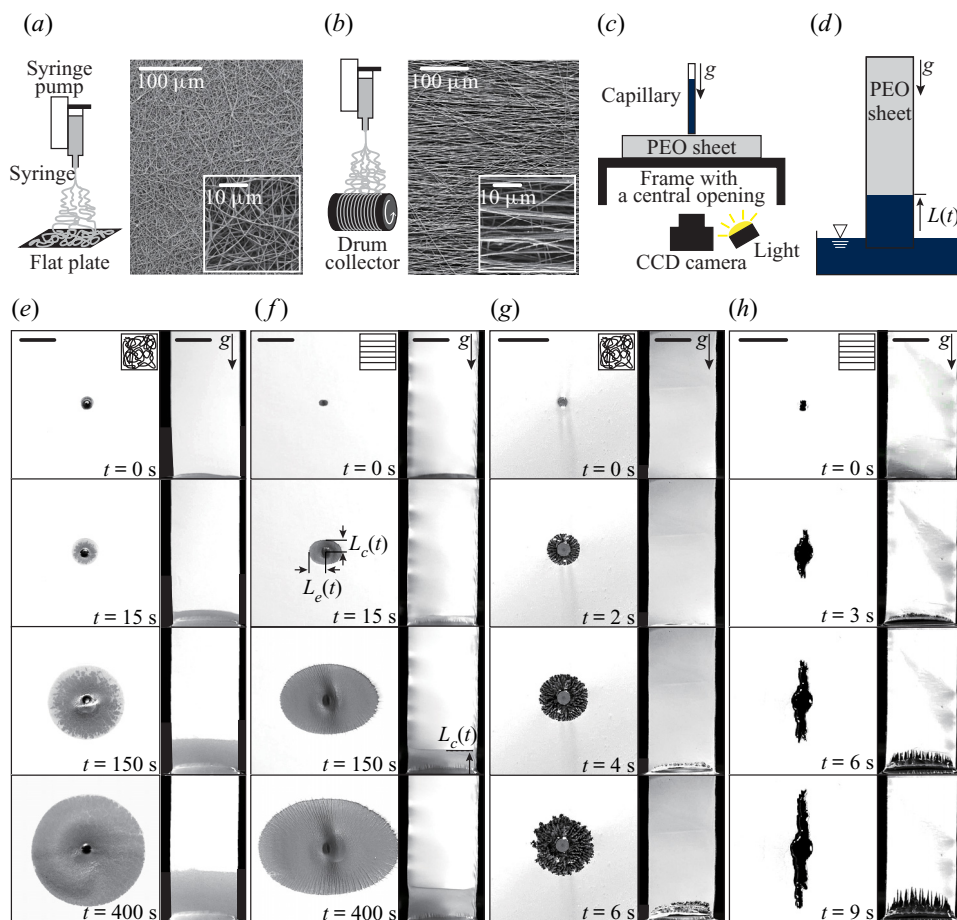 (a)
(b)
(c)
(d)
Syringe
pump
Syringe
Flat plate
100 μm
10 μm
Drum
collector
100 μm
10 μm
Capillary
g
PEO sheet
Frame with
a central opening
CCD camera
Light
g
PEO
sheet
L(t)
(e)
(f)
(g)
(h)
g
g
g
g
t = 0 s
t = 0 s
t = 0 s
t = 0 s
L_c(t)
L_e(t)
t = 15 s
t = 15 s
t = 2 s
t = 3 s
L_c(t)
t = 150 s
t = 150 s
t = 4 s
t = 6 s
t = 400 s
t = 400 s
t = 6 s
t = 9 s